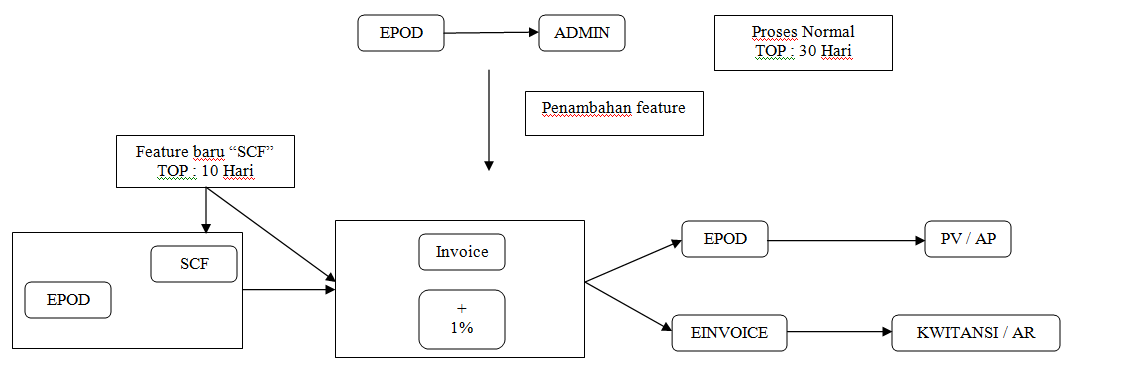 EPOD
ADMIN
Proses Normal
TOP : 30 Hari
Penambahan feature
Feature baru “SCF”
TOP : 10 Hari
SCF
EPOD
Invoice
+
1%
EPOD
PV / AP
EINVOICE
KWITANSI / AR